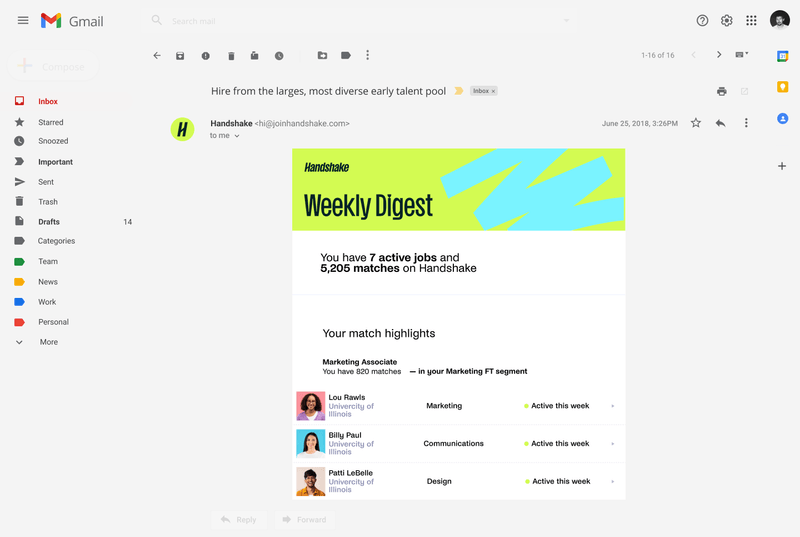 Gmail
Search mail
Compose
1-16 of 16
Inbox
Starred
Snoozed
Important
Sent
Trash
Drafts 14
Categories
Team
News
Work
Personal
More
Hire from the larges, most diverse early talent pool
Inbox x
H
Handshake <hi@joinhandshake.com>
to me
June 25, 2018, 3:26PM
Handshake
Weekly Digest
You have 7 active jobs and
5,205 matches on Handshake
Your match highlights
Marketing Associate
You have 820 matches — in your Marketing FT segment
Lou Rawls
Univercity of
Illinois
Marketing
Active this week
Billy Paul
Univercity of
Illinois
Communications
Active this week
Patti LeBelle
Univercity of
Illinois
Design
Active this week
Reply
Forward